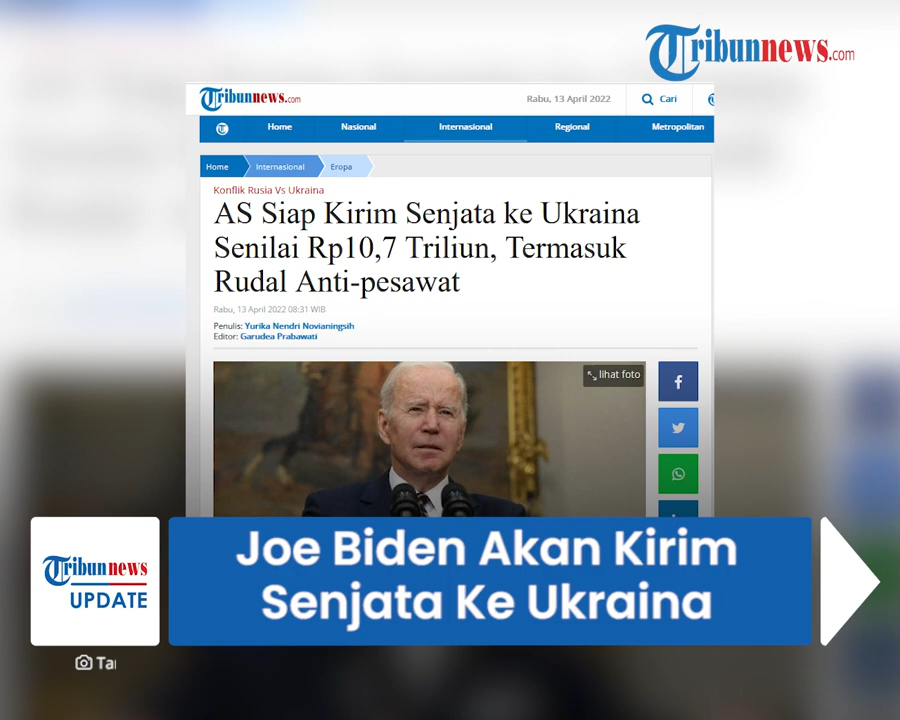 Tribunnews.com
Tribunnews.com
Rabu, 13 April 2022
Cari
Home
Nasional
Internasional
Regional
Metropolitan
Home
Internasional
Eropa
Konflik Rusia Vs Ukraina
AS Siap Kirim Senjata ke Ukraina
Senilai Rp10,7 Triliun, Termasuk
Rudal Anti-pesawat
Rabu, 13 April 2022 08:31 WIB
Penulis: Yurika Nendri Novianingsih
Editor: Garudea Prabawati
lihat foto
Tribunnews
UPDATE
Joe Biden Akan Kirim
Senjata Ke Ukraina